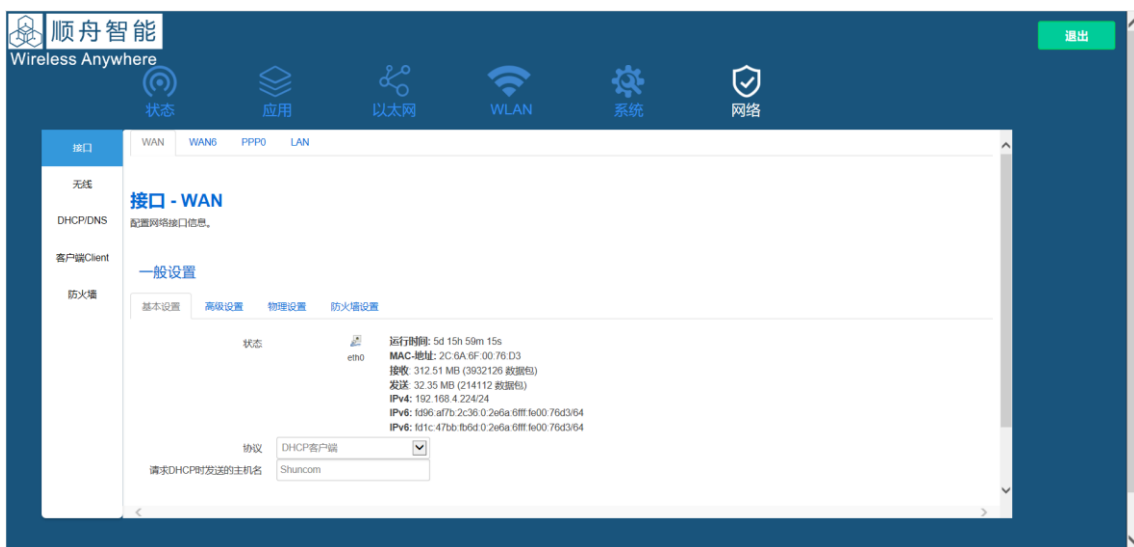 顺舟智能
Wireless Anywhere
退出
状态
应用
以太网
WLAN
系统
网络
接口
无线
DHCP/DNS
客户端Client
防火墙
WAN WAN6 PPP0 LAN
接口 - WAN
配置网络接口信息。
一般设置
基本设置 高级设置 物理设置 防火墙设置
状态
eth0
运行时间: 5d 15h 59m 15s
MAC-地址: 2C:6A:6F:00:76:D3
接收: 312.51 MB (3932126 数据包)
发送: 32.35 MB (214112 数据包)
IPv4: 192.168.4.224/24
IPv6: fd96:af7b:2c36:0:2e6a:6fff:fe00:76d3/64
IPv6: fd1c:47bb:fb6d:0:2e6a:6fff:fe00:76d3/64
协议 DHCP客户端
请求DHCP时发送的主机名 Shuncom